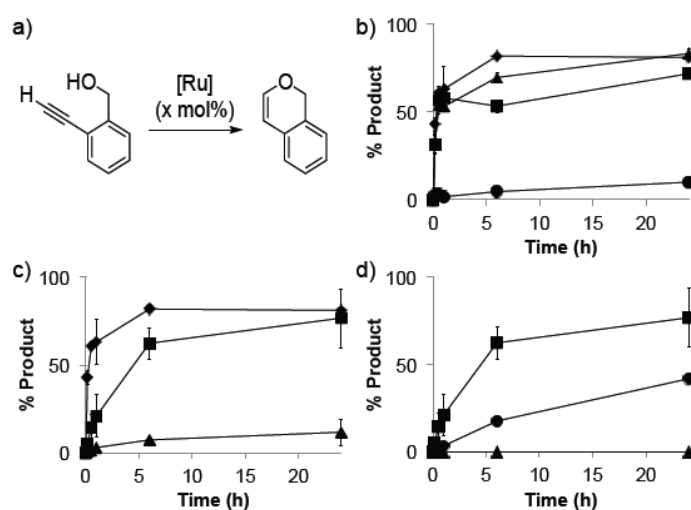 a)
H
HO
[Ru]
(x mol%)
O
b)
100
50
0
% Product
0 5 10 15 20
Time (h)
c)
100
50
0
% Product
0 5 10 15 20
Time (h)
d)
100
50
0
% Product
0 5 10 15 20
Time (h)